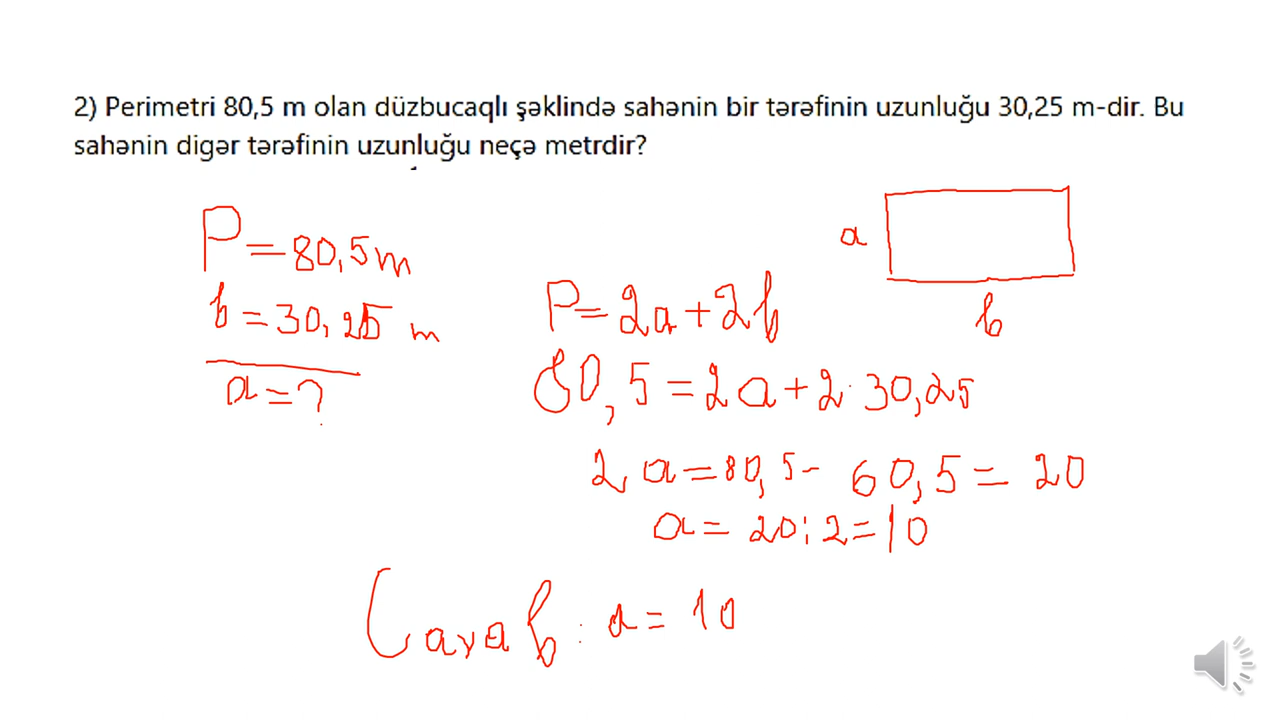 2) Perimetri 80,5 m olan düzbucaqlı şəklində sahənin bir tərəfinin uzunluğu 30,25 m-dir. Bu
sahənin digər tərəfinin uzunluğu neçə metrdir?
P=80,5m
b=30,25 m
a=?
a
b
P=2a+2b
80,5=2a+2·30,25
2a=80,5-60,5=20
a=20:2=10
Cavab: a=10